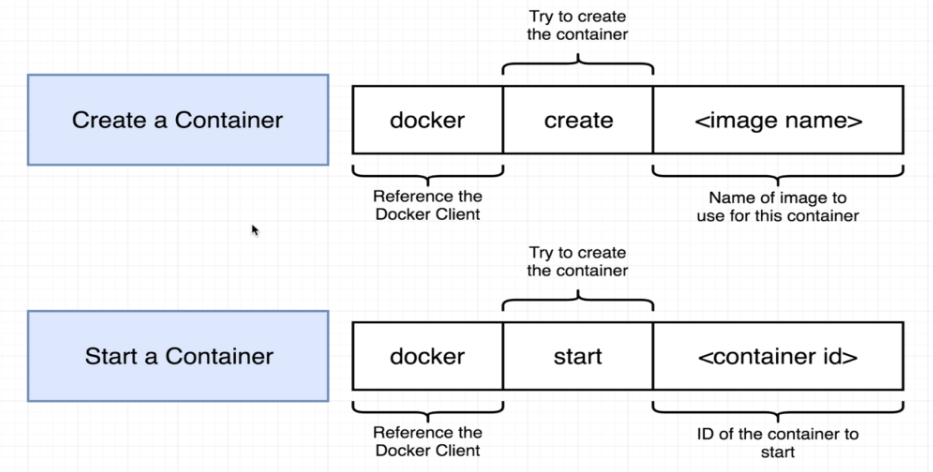 Try to create
the container
Create a Container
docker
create
<image name>
Reference the
Docker Client
Name of image to
use for this container
Try to create
the container
Start a Container
docker
start
<container id>
Reference the
Docker Client
ID of the container to
start